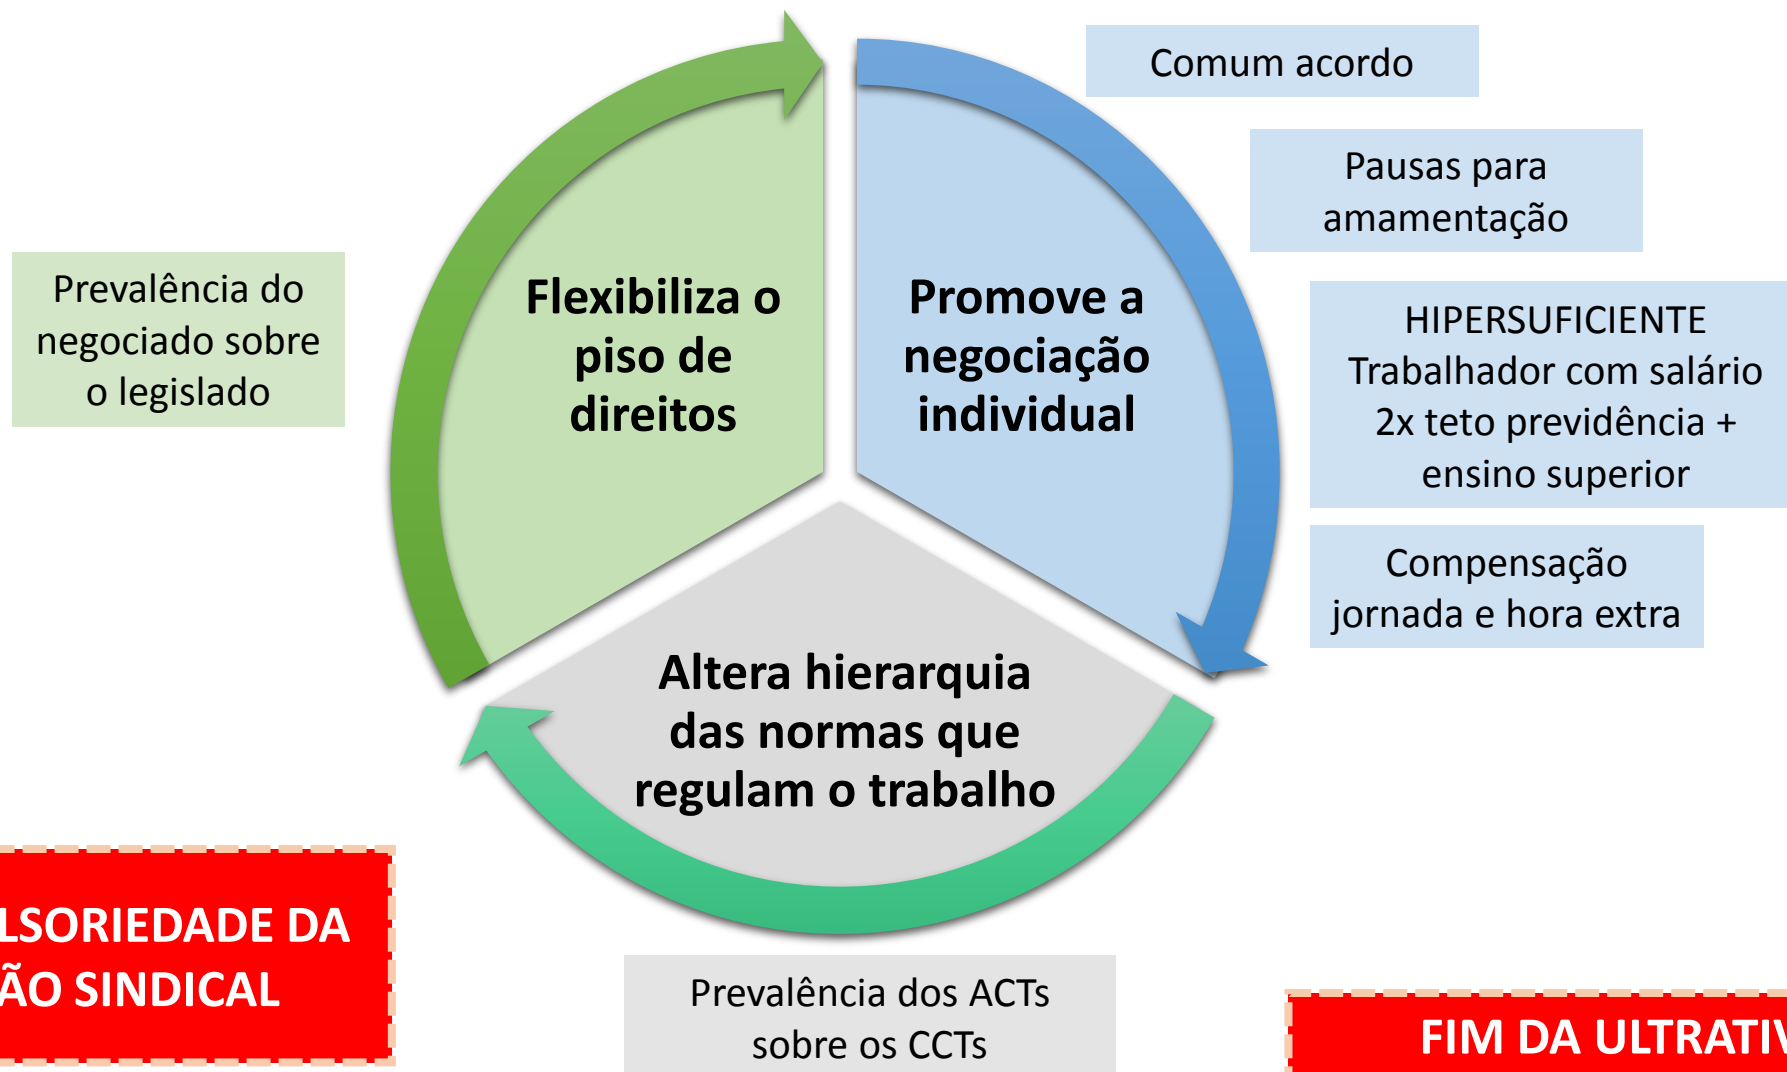 Comum acordo
Pausas para
amamentação
HIPERSUFICIENTE
Trabalhador com salário
2x teto previdência +
ensino superior
Compensação
jornada e hora extra
Prevalência do
negociado sobre
o legislado
Flexibiliza o
piso de
direitos
Promove a
negociação
individual
Altera hierarquia
das normas que
regulam o trabalho
LSORIEDADE DA
ÃO SINDICAL
Prevalência dos ACTs
sobre os CCTs
FIM DA ULTRATIV